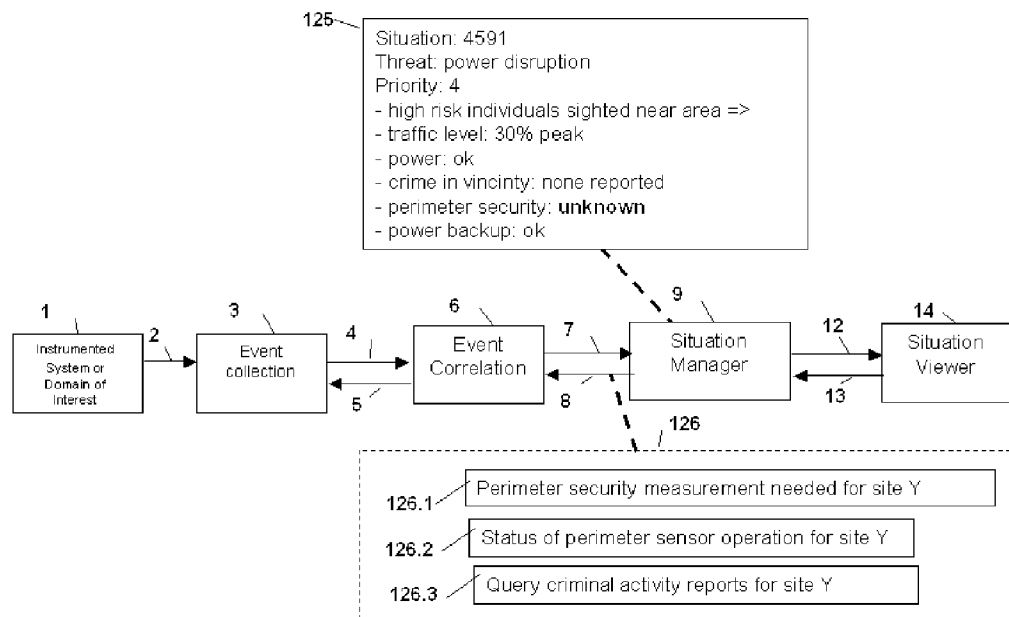 125
Situation: 4591
Threat: power disruption
Priority: 4
- high risk individuals sighted near area =>
- traffic level: 30% peak
- power: ok
- crime in vincinty: none reported
- perimeter security: unknown
- power backup: ok
1
2
3
4
5
6
7
8
9
12
13
14
Instrumented
System or
Domain of
Interest
Event
collection
Event
Correlation
Situation
Manager
Situation
Viewer
126
126.1
Perimeter security measurement needed for site Y
126.2
Status of perimeter sensor operation for site Y
126.3
Query criminal activity reports for site Y